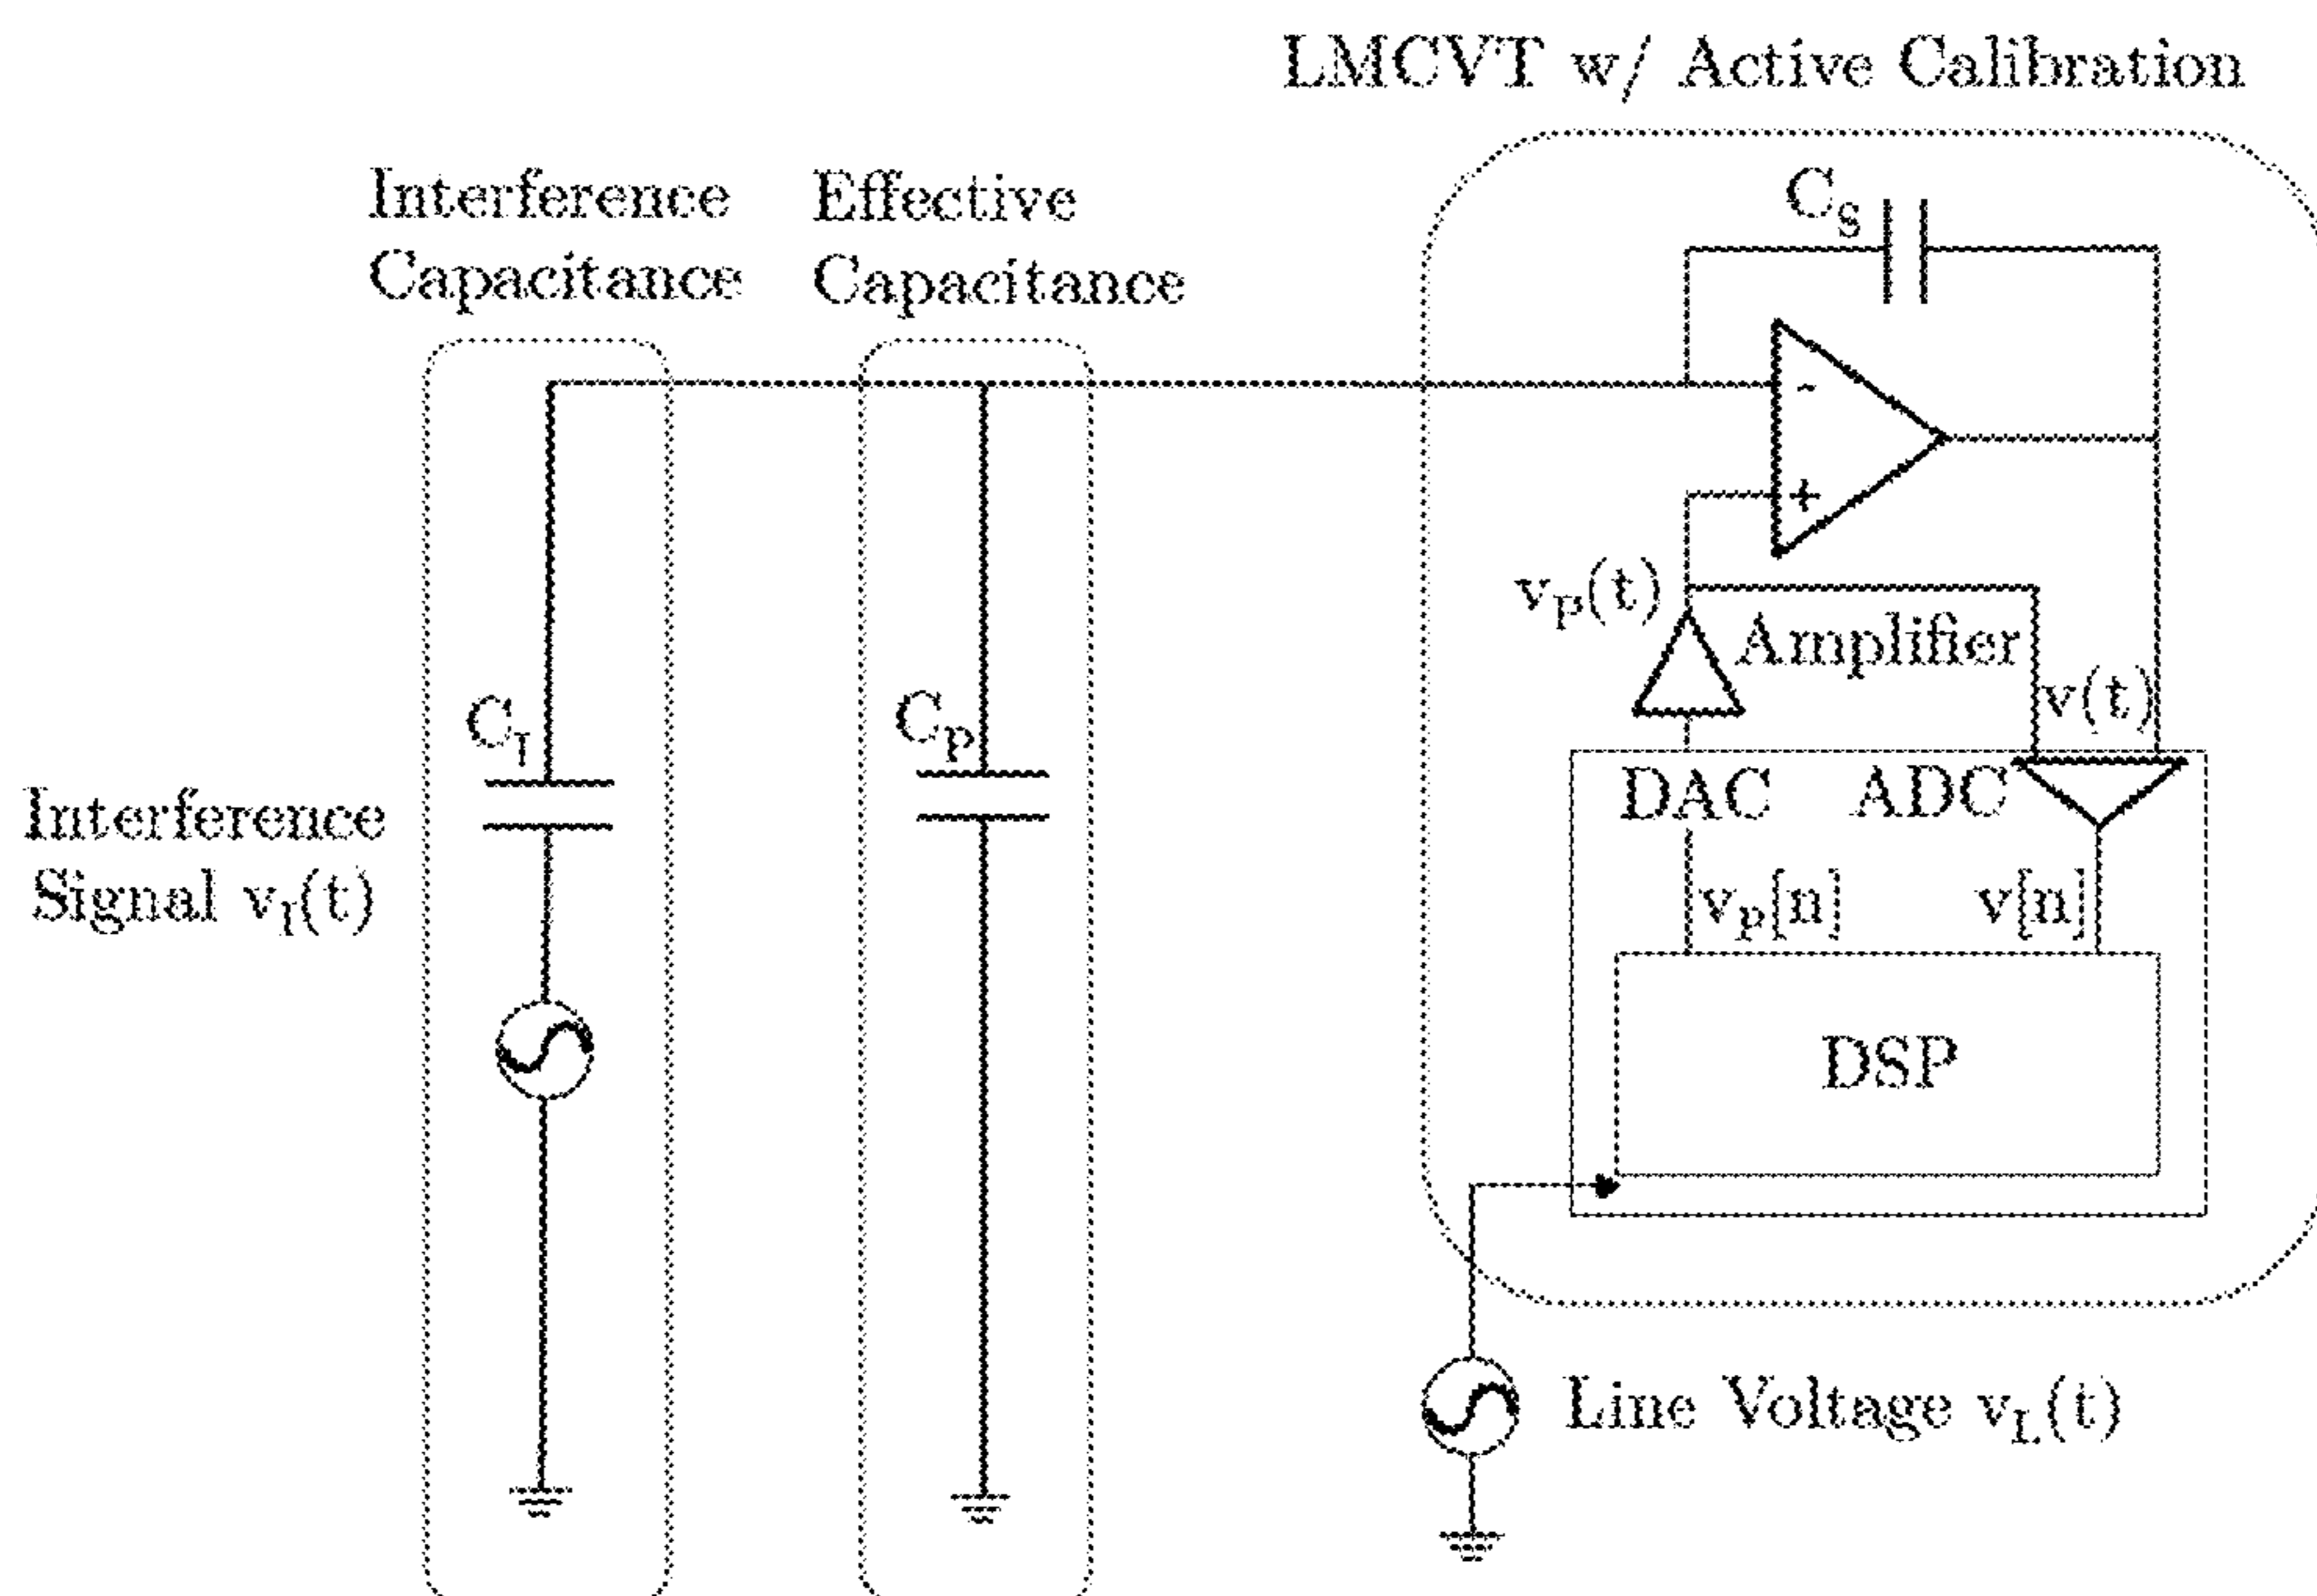 LMCVT w/ Active Calibration
Interference
Capacitance
Effective
Capacitance
C_S
-
+
v_P(t)
Amplifier
v(t)
C_I
C_P
DAC
ADC
Interference
Signal v_I(t)
v_P[n]
v[n]
DSP
Line Voltage v_L(t)